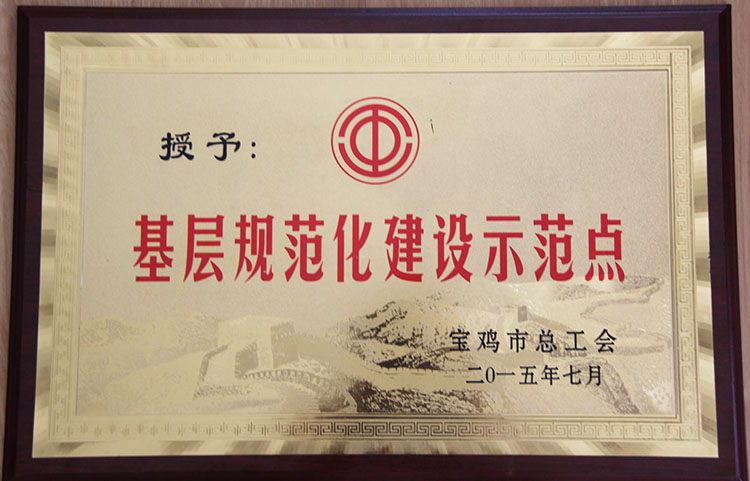 授予：
基层规范化建设示范点
宝鸡市总工会
二O一五年七月